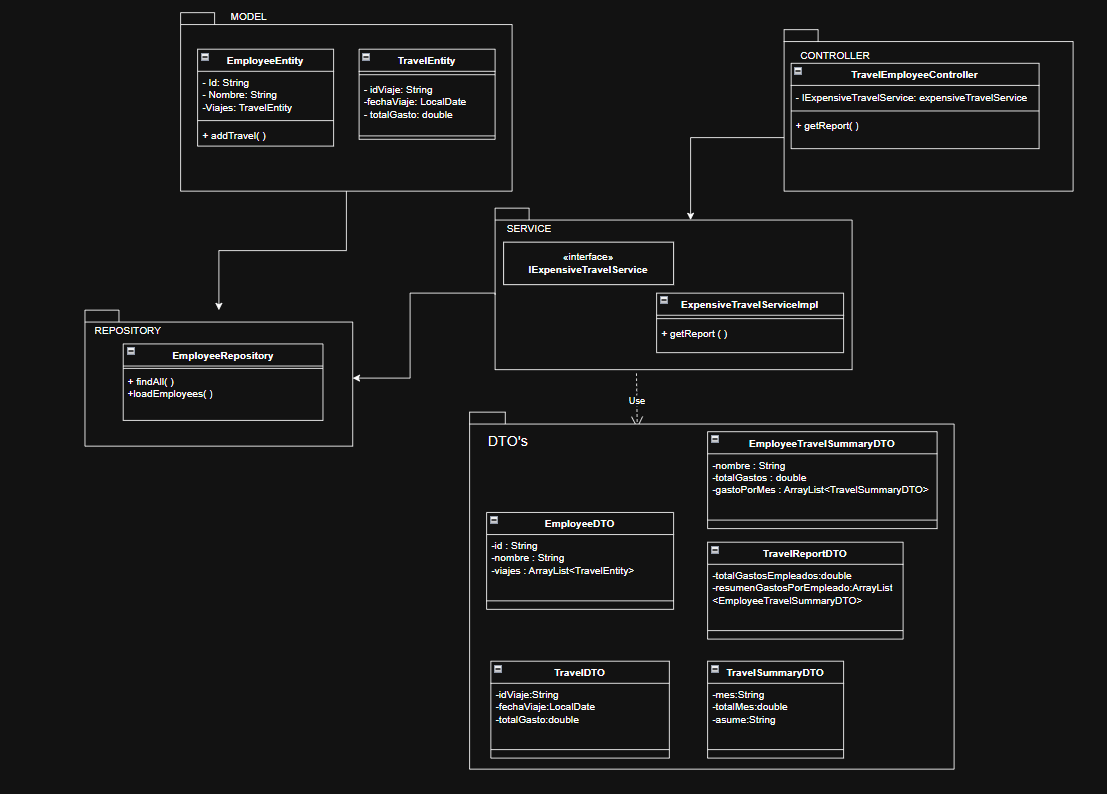 MODEL
EmployeeEntity
- Id: String
- Nombre: String
-Viajes: TravelEntity
+ addTravel( )
TravelEntity
- idViaje: String
-fechaViaje: LocalDate
- totalGasto: double
CONTROLLER
TravelEmployeeController
- IExpensiveTravelService: expensiveTravelService
+ getReport( )
SERVICE
«interface»
IExpensiveTravelService
ExpensiveTravelServiceImpl
+ getReport ( )
REPOSITORY
EmployeeRepository
+ findAll( )
+loadEmployees( )
Use
DTO's
EmployeeTravelSummaryDTO
-nombre : String
-totalGastos : double
-gastoPorMes : ArrayList<TravelSummaryDTO>
EmployeeDTO
-id : String
-nombre : String
-viajes : ArrayList<TravelEntity>
TravelReportDTO
-totalGastosEmpleados:double
-resumenGastosPorEmpleado:ArrayList
<EmployeeTravelSummaryDTO>
TravelDTO
-idViaje:String
-fechaViaje:LocalDate
-totalGasto:double
TravelSummaryDTO
-mes:String
-totalMes:double
-asume:String